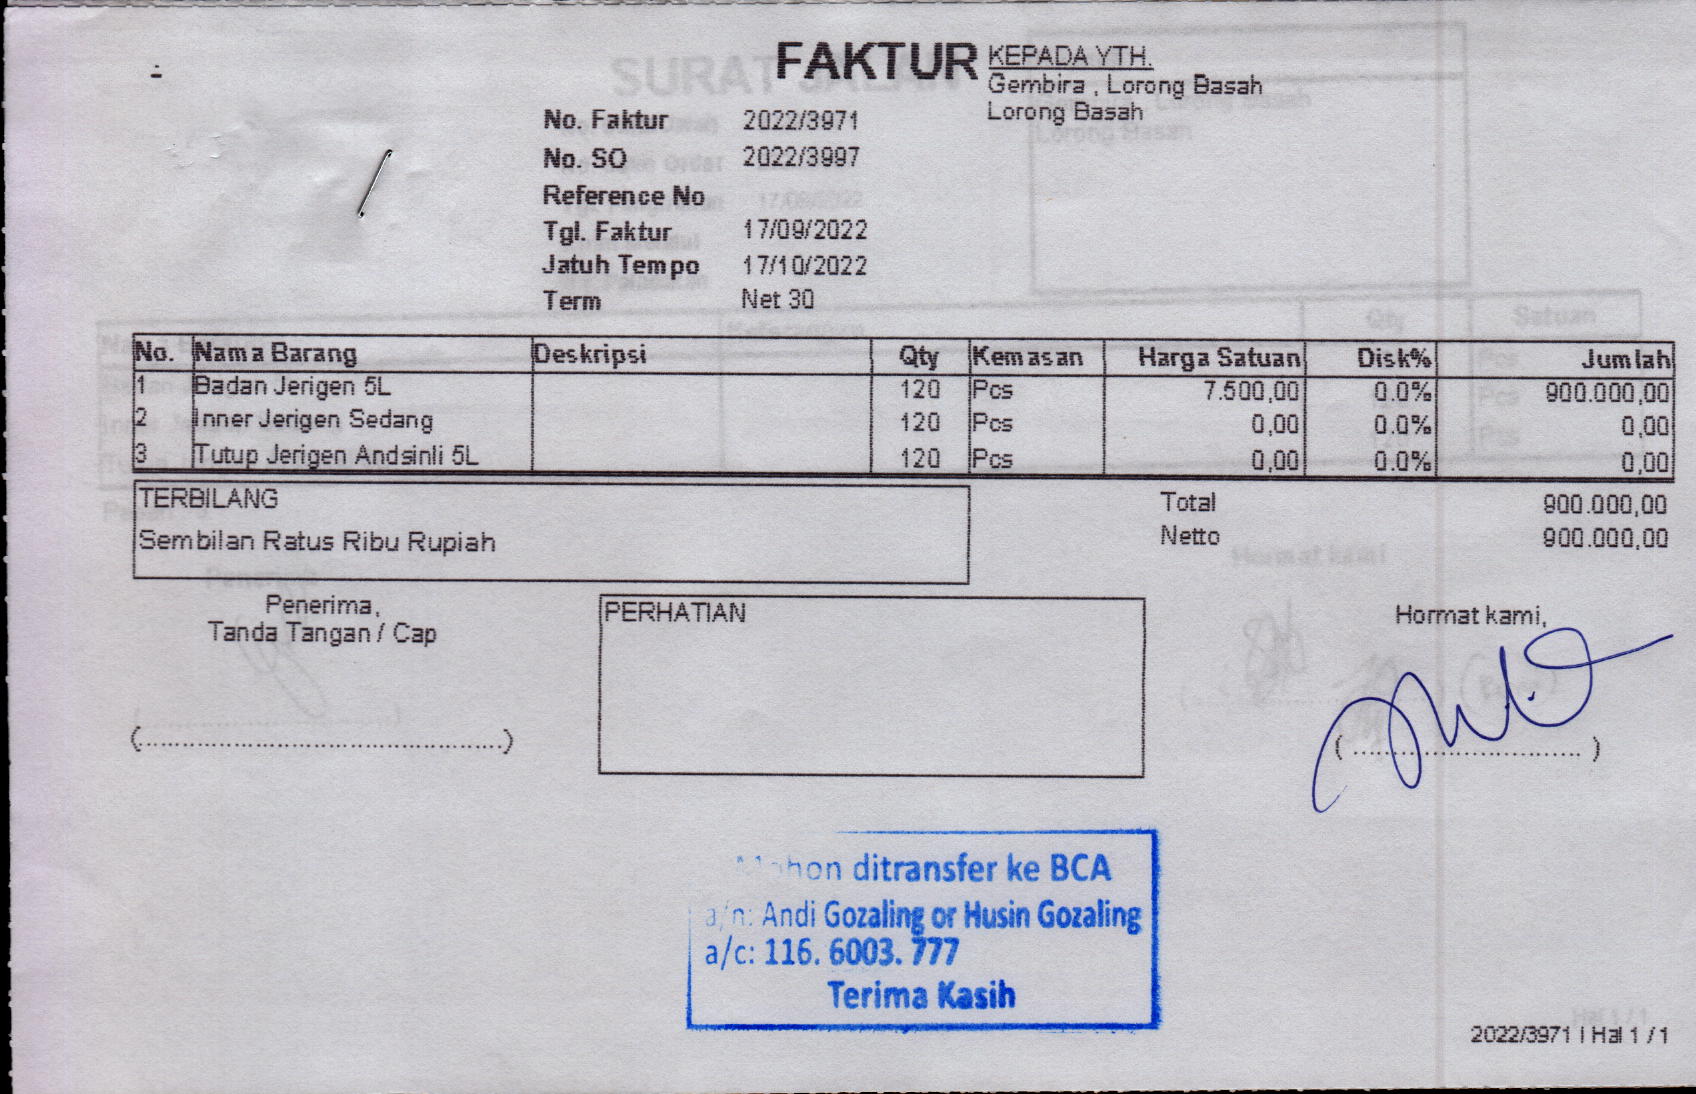 FAKTUR
KEPADA YTH.
Gembira , Lorong Basah
Lorong Basah
No. Faktur 2022/3971
No. SO 2022/3997
Reference No
Tgl. Faktur 17/09/2022
Jatuh Tempo 17/10/2022
Term Net 30
No. Nama Barang Deskripsi Qty Kemasan Harga Satuan Disk% Jumlah
1 Badan Jerigen 5L 120 Pcs 7.500,00 0.0% 900.000,00
2 Inner Jerigen Sedang 120 Pcs 0,00 0.0% 0,00
3 Tutup Jerigen Andsinli 5L 120 Pcs 0,00 0.0% 0,00
TERBILANG
Sembilan Ratus Ribu Rupiah
Total 900.000,00
Netto 900.000,00
Penerima,
Tanda Tangan / Cap
(..............................................)
PERHATIAN
Hormat kami,
(..............................)
Mohon ditransfer ke BCA
a/n: Andi Gozaling or Husin Gozaling
a/c: 116. 6003. 777
Terima Kasih
2022/3971 | Hal 1 / 1